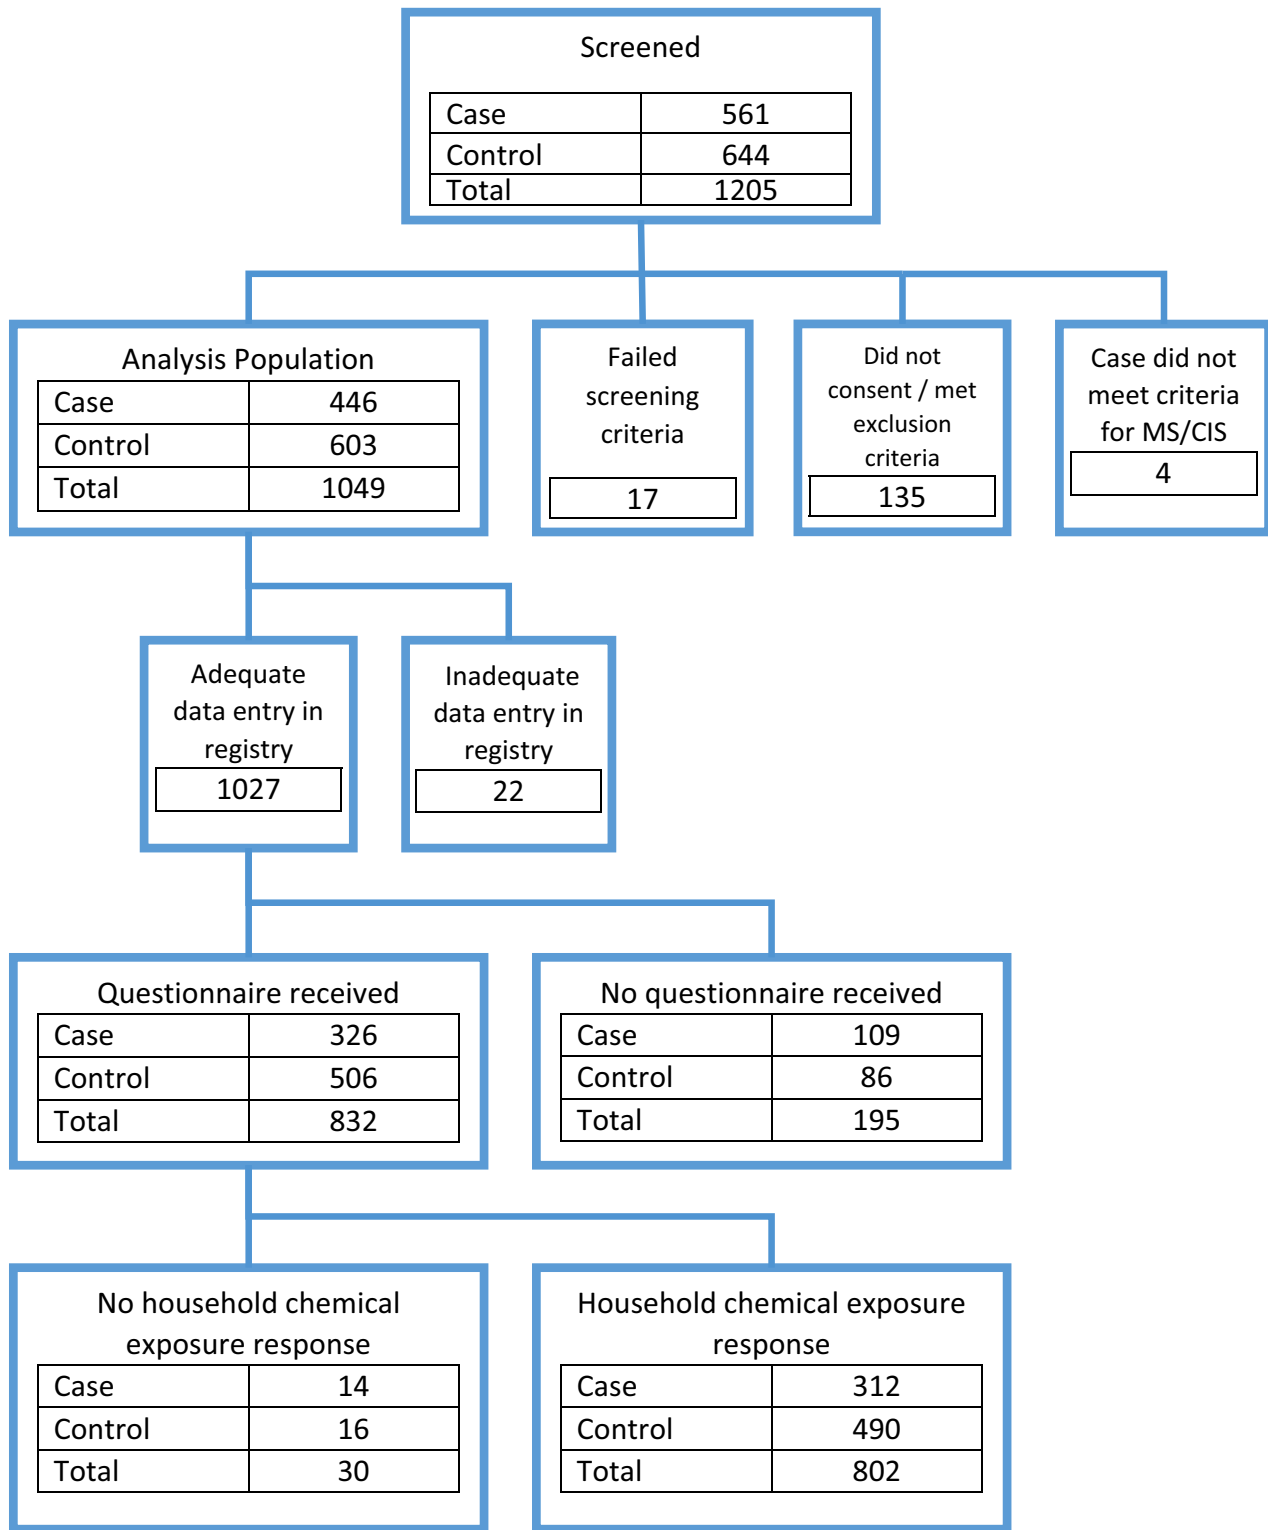 Screened
Case 561
Control 644
Total 1205
Analysis Population
Case 446
Control 603
Total 1049
Failed
screening
criteria
17
Did not
consent / met
exclusion
criteria
135
Case did not
meet criteria
for MS/CIS
4
Adequate
data entry in
registry
1027
Inadequate
data entry in
registry
22
Questionnaire received
Case 326
Control 506
Total 832
No questionnaire received
Case 109
Control 86
Total 195
No household chemical
exposure response
Case 14
Control 16
Total 30
Household chemical exposure
response
Case 312
Control 490
Total 802